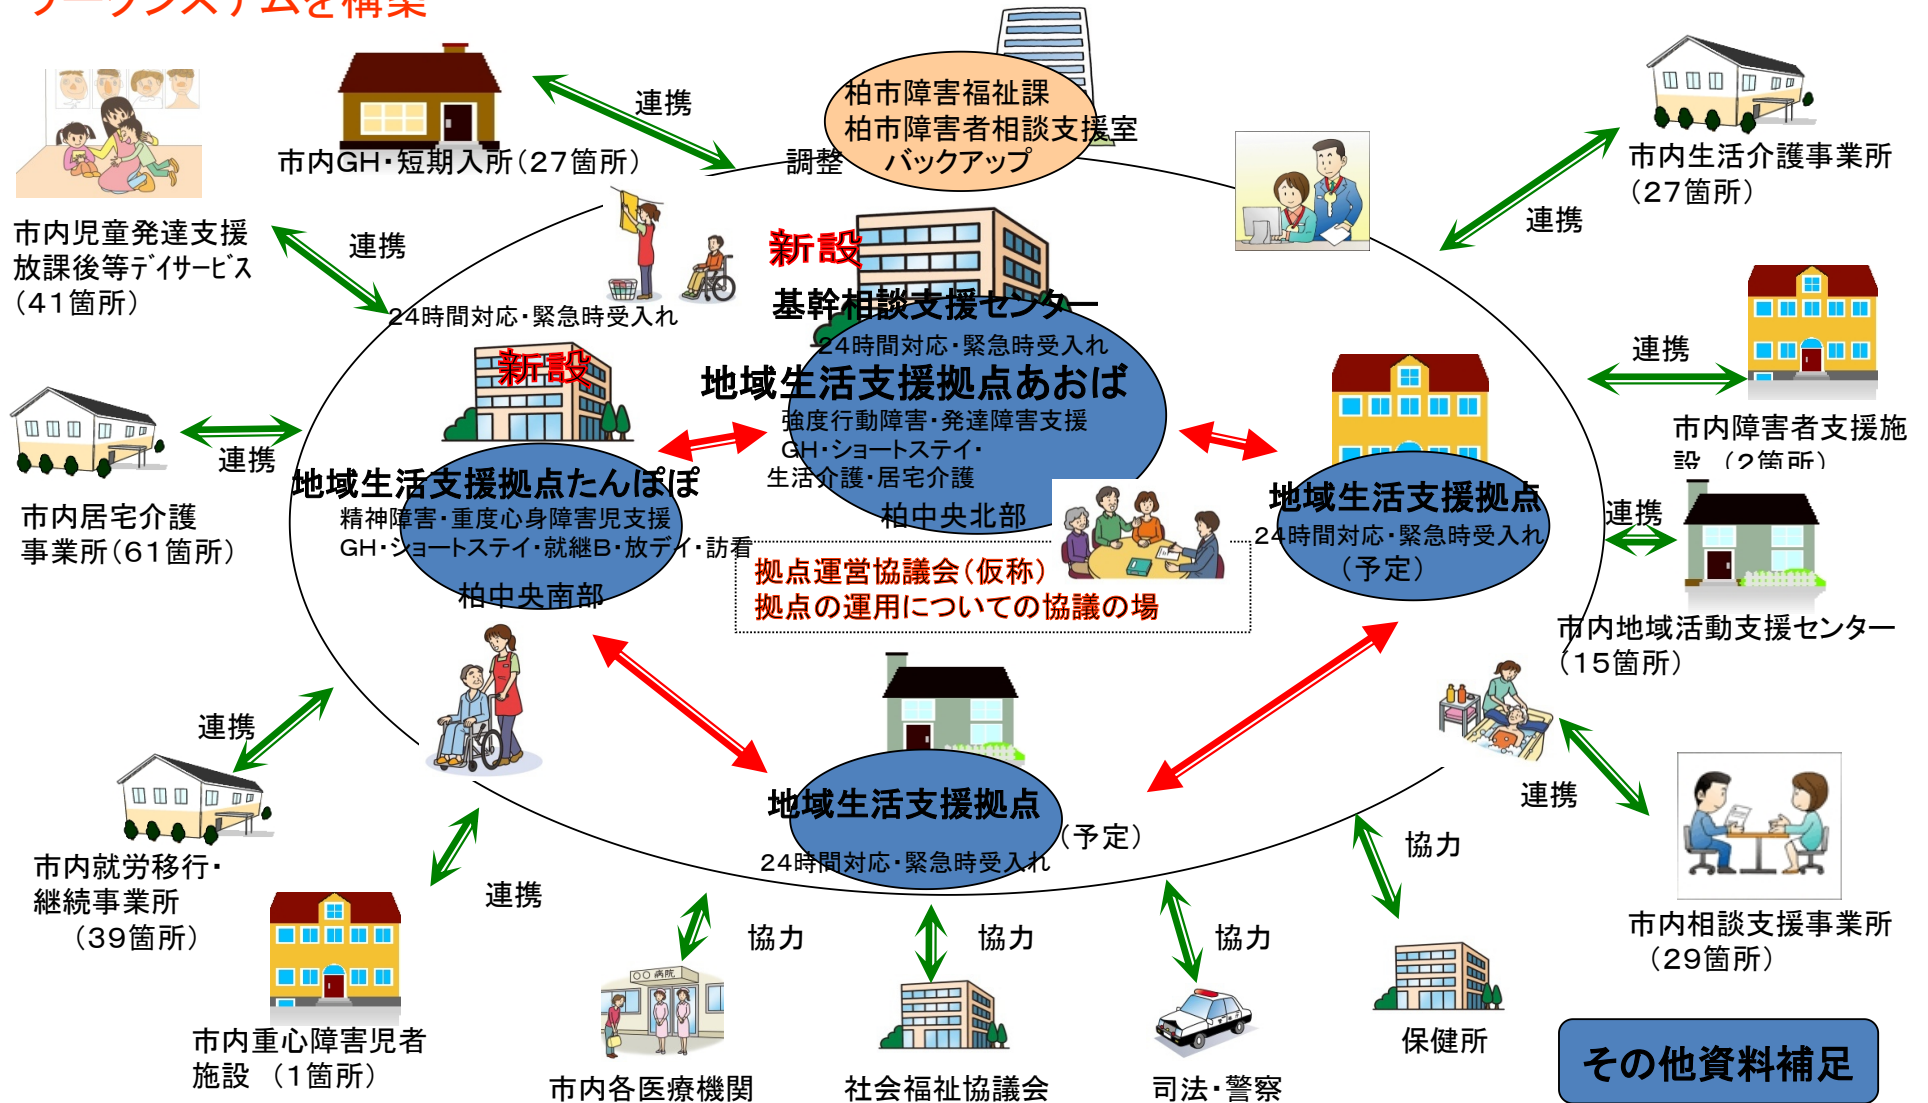 柏市障害福祉課
柏市障害者相談支援室
バックアップ
調整
連携
市内GH・短期入所(27箇所)
市内児童発達支援
放課後等デイサービス
(41箇所)
連携
市内生活介護事業所
(27箇所)
連携
24時間対応・緊急時受入れ
新設
新設
基幹相談支援センター
24時間対応・緊急時受入れ
地域生活支援拠点あおば
強度行動障害・発達障害支援
GH・ショートステイ・
生活介護・居宅介護
柏中央北部
連携
市内障害者支援施
設 (2箇所)
連携
市内居宅介護
事業所(61箇所)
地域生活支援拠点たんぽぽ
精神障害・重度心身障害児支援
GH・ショートステイ・就継B・放デイ・訪看
柏中央南部
地域生活支援拠点
24時間対応・緊急時受入れ
(予定)
連携
市内地域活動支援センター
(15箇所)
拠点運営協議会(仮称)
拠点の運用についての協議の場
連携
市内就労移行・
継続事業所
(39箇所)
地域生活支援拠点
(予定)
24時間対応・緊急時受入れ
連携
市内相談支援事業所
(29箇所)
連携
市内重心障害児者
施設 (1箇所)
協力
〇〇病院
市内各医療機関
協力
社会福祉協議会
協力
司法・警察
協力
保健所
その他資料補足